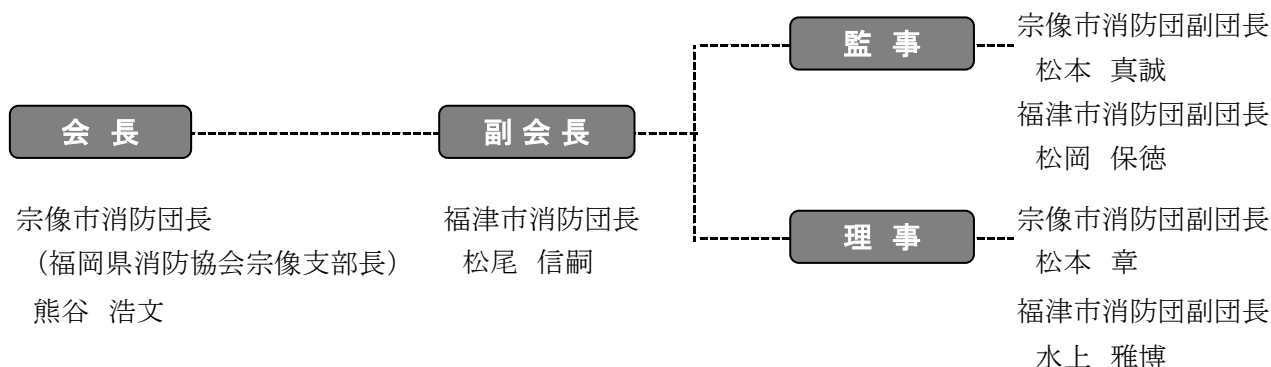 会 長
宗像市消防団長
（福岡県消防協会宗像支部長）
熊谷 浩文
副 会 長
福津市消防団長
松尾 信嗣
監 事
宗像市消防団副団長
松本 真誠
福津市消防団副団長
松岡 保徳
理 事
宗像市消防団副団長
松本 章
福津市消防団副団長
水上 雅博